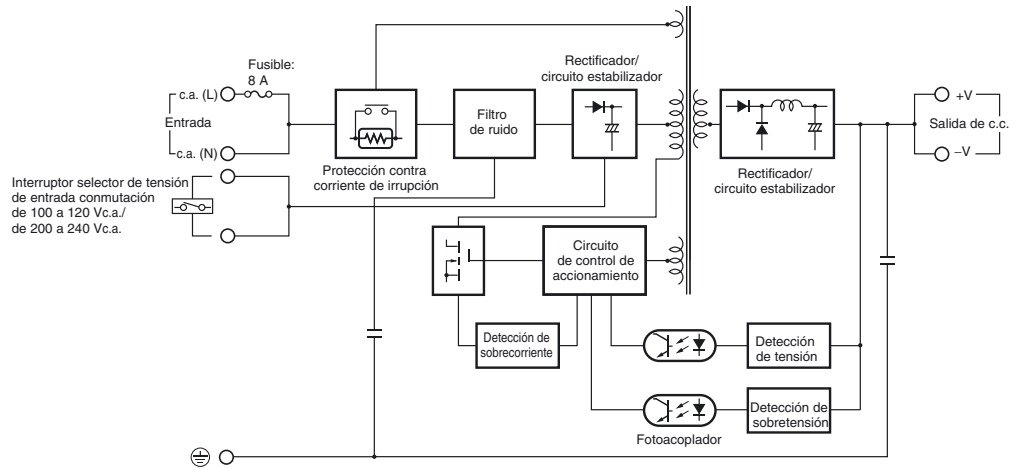 Fusible:
8 A
c.a. (L)
Entrada
c.a. (N)
Interruptor selector de tensión
de entrada conmutación
de 100 a 120 Vc.a./
de 200 a 240 Vc.a.
Protección contra
corriente de irrupción
Filtro
de ruido
Rectificador/
circuito estabilizador
Rectificador/
circuito estabilizador
+V
Salida de c.c.
–V
Circuito
de control de
accionamiento
Detección de
sobrecorriente
Detección
de tensión
Detección de
sobretensión
Fotoacoplador